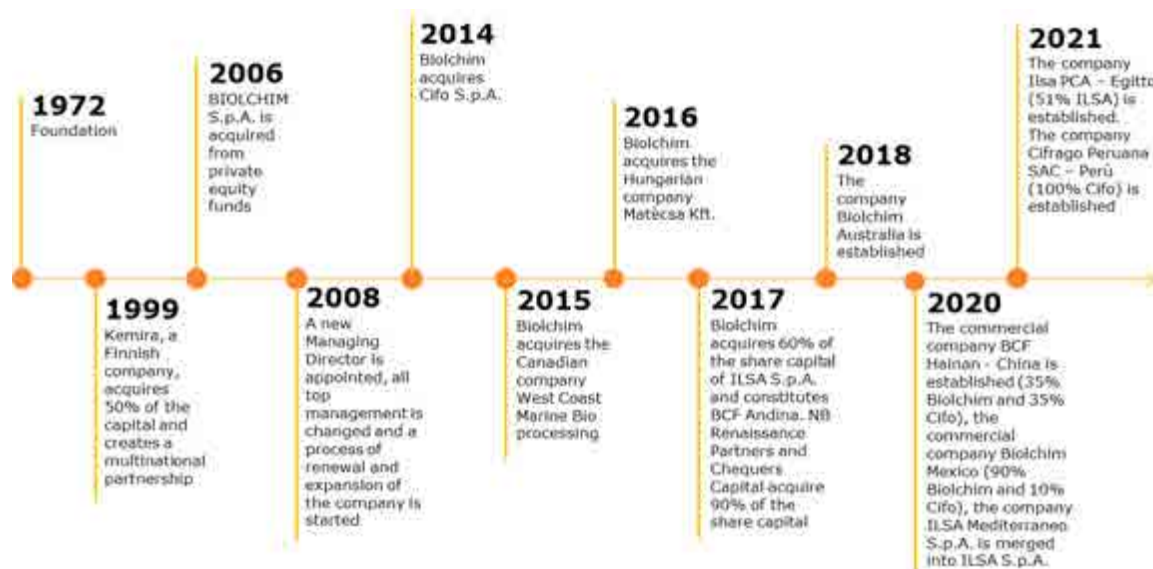 1972
Foundation
1999
Kemira, a
Finnish
company,
acquires
50% of the
capital and
creates a
multinational
partnership
2006
BIOLCHIM
S.p.A. is
acquired
from
private
equity
funds
2008
A new
Managing
Director is
appointed, all
top
management is
changed and a
process of
renewal and
expansion of
the company is
started
2014
Biolchim
acquires
Cifo S.p.A.
2015
Biolchim
acquires the
Canadian
company
West Coast
Marine Bio
processing
2016
Biolchim
acquires the
Hungarian
company
Matècsa Kft.
2017
Biolchim
acquires 60% of
the share capital
of ILSA S.p.A.
and constitutes
BCF Andina. NB
Renaissance
Partners and
Chequers
Capital acquire
90% of the
share capital
2018
The
company
Biolchim
Australia is
established
2020
The commercial
company BCF
Hainan - China is
established (35%
Biolchim and 35%
Cifo), the
commercial
company Biolchim
Mexico (90%
Biolchim and 10%
Cifo), the company
ILSA Mediterraneo
S.p.A. is merged
into ILSA S.p.A.
2021
The company
Ilsa PCA – Egitto
(51% ILSA) is
established.
The company
Cifrago Peruana
SAC – Perù
(100% Cifo) is
established